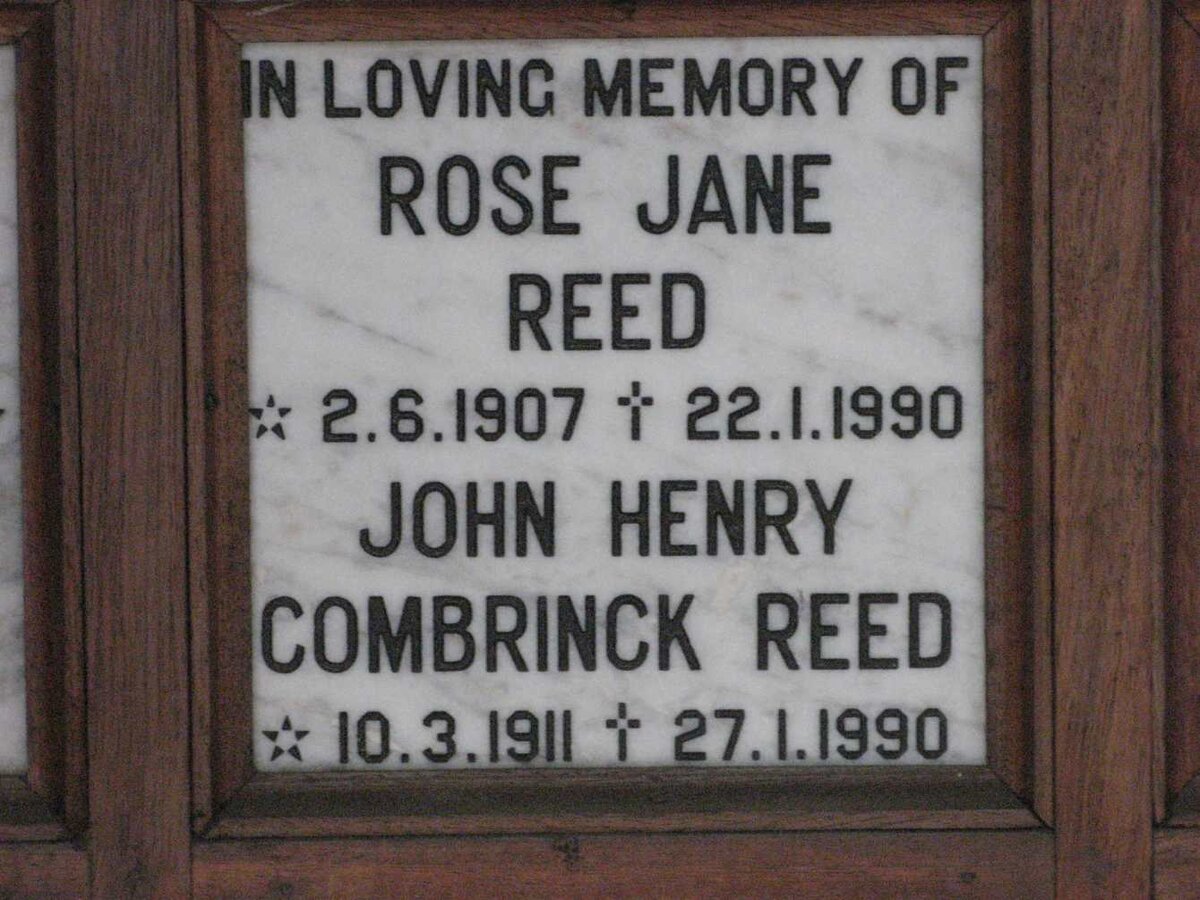 IN LOVING MEMORY OF
ROSE JANE
REED
☆ 2.6.1907 ✝ 22.1.1990
JOHN HENRY
COMBRINCK REED
☆ 10.3.1911 ✝ 27.1.1990